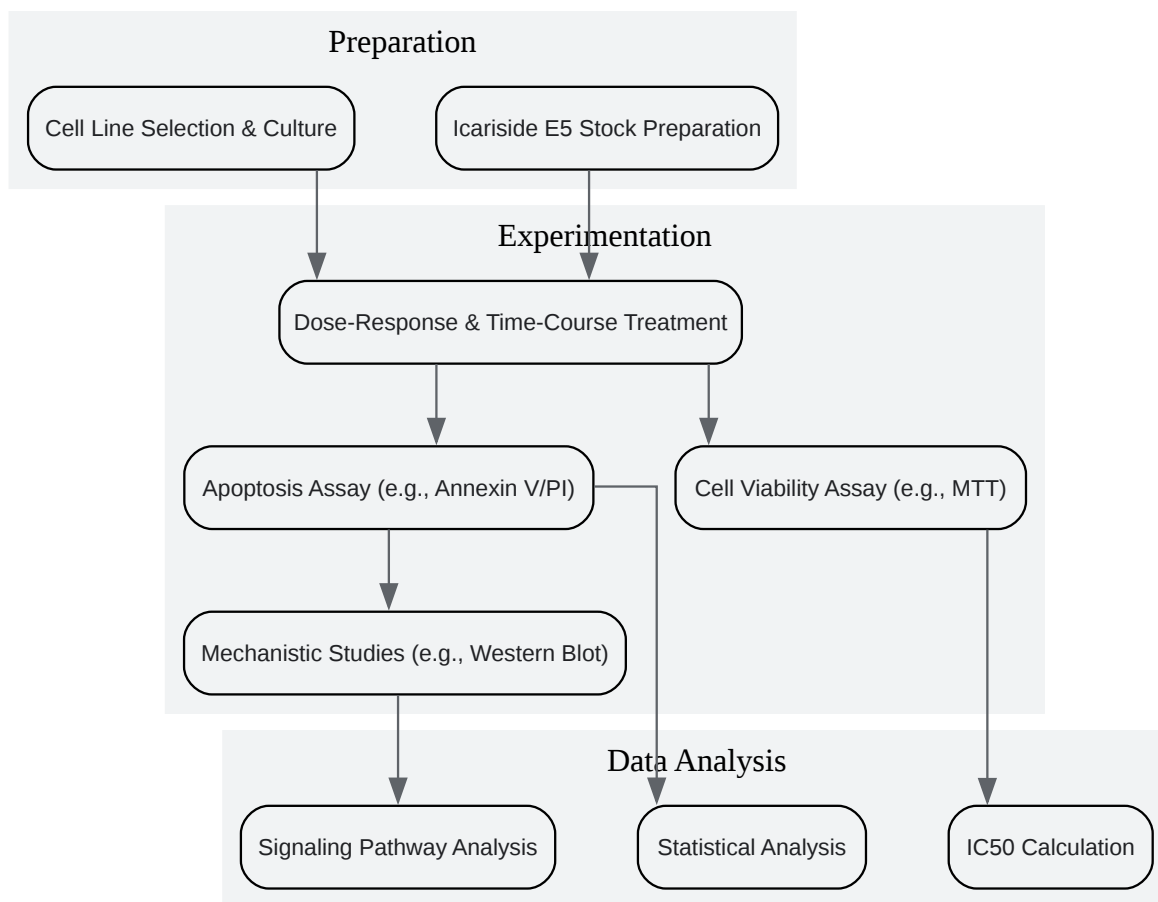 Preparation
Cell Line Selection & Culture
Icariside E5 Stock Preparation
Experimentation
Dose-Response & Time-Course Treatment
Apoptosis Assay (e.g., Annexin V/PI)
Cell Viability Assay (e.g., MTT)
Mechanistic Studies (e.g., Western Blot)
Data Analysis
Signaling Pathway Analysis
Statistical Analysis
IC50 Calculation